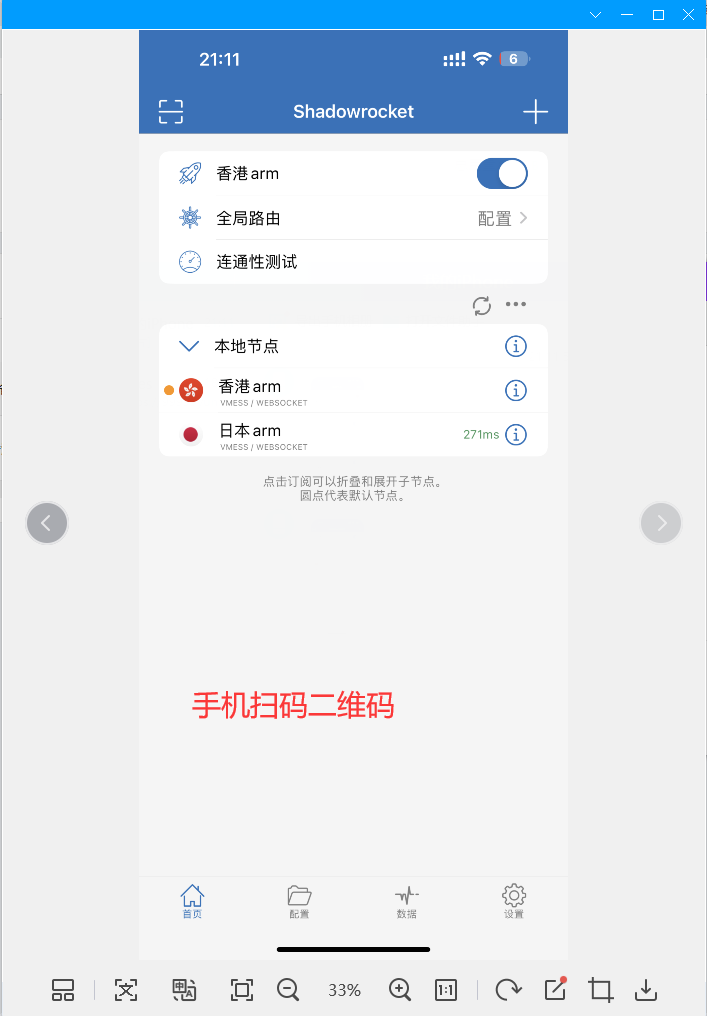 21:11
6
Shadowrocket
香港 arm
全局路由
配置
连通性测试
本地节点
香港 arm
VMESS / WEBSOCKET
日本 arm
271ms
VMESS / WEBSOCKET
点击订阅可以折叠和展开子节点。
圆点代表默认节点。
手机扫码二维码
首页
配置
数据
设置
33%
1:1